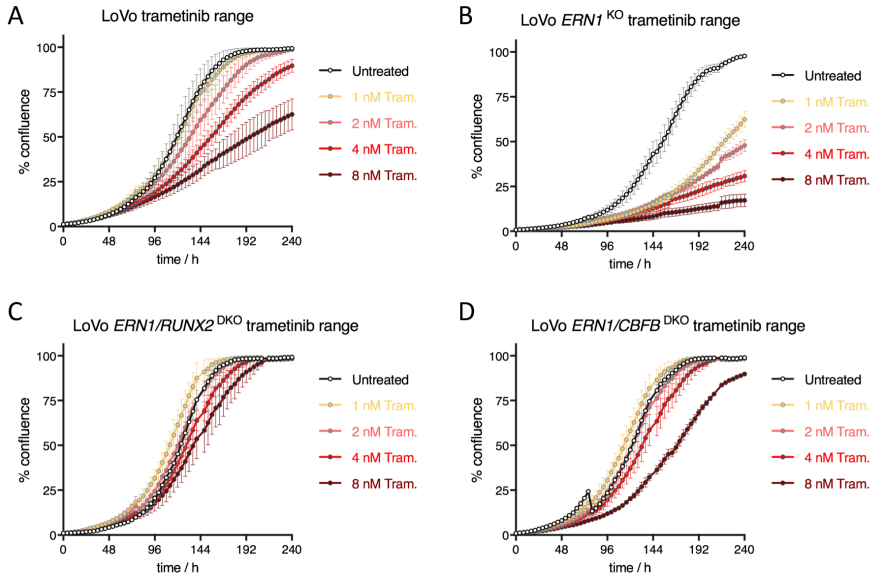 A
LoVo trametinib range
100
75
50
25
0
% confluence
0 48 96 144 192 240
time / h
Untreated
1 nM Tram.
2 nM Tram.
4 nM Tram.
8 nM Tram.
B
LoVo ERN1 KO trametinib range
100
75
50
25
0
% confluence
0 48 96 144 192 240
time / h
Untreated
1 nM Tram.
2 nM Tram.
4 nM Tram.
8 nM Tram.
C
LoVo ERN1/RUNX2 DKO trametinib range
100
75
50
25
0
% confluence
0 48 96 144 192 240
time / h
Untreated
1 nM Tram.
2 nM Tram.
4 nM Tram.
8 nM Tram.
D
LoVo ERN1/CBFB DKO trametinib range
100
75
50
25
0
% confluence
0 48 96 144 192 240
time / h
Untreated
1 nM Tram.
2 nM Tram.
4 nM Tram.
8 nM Tram.